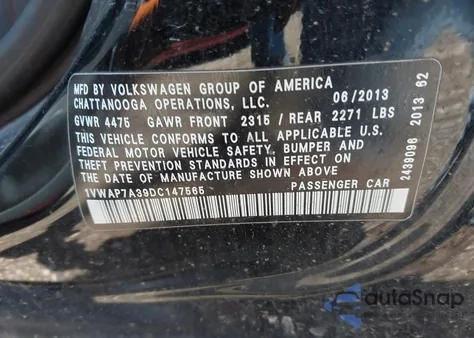 MFD BY VOLKSWAGEN GROUP OF AMERICA
CHATTANOOGA OPERATIONS, LLC. 06/2013
GVWR 4475 GAWR FRONT 2315 / REAR 2271 LBS
THIS VEHICLE CONFORMS TO ALL APPLICABLE U.S.
FEDERAL MOTOR VEHICLE SAFETY, BUMPER AND
THEFT PREVENTION STANDARDS IN EFFECT ON
THE DATE OF MANUFACTURE SHOWN ABOVE
1VWAP7A39DC147565 PASSENGER CAR
2439098 2013 62
autoSnap